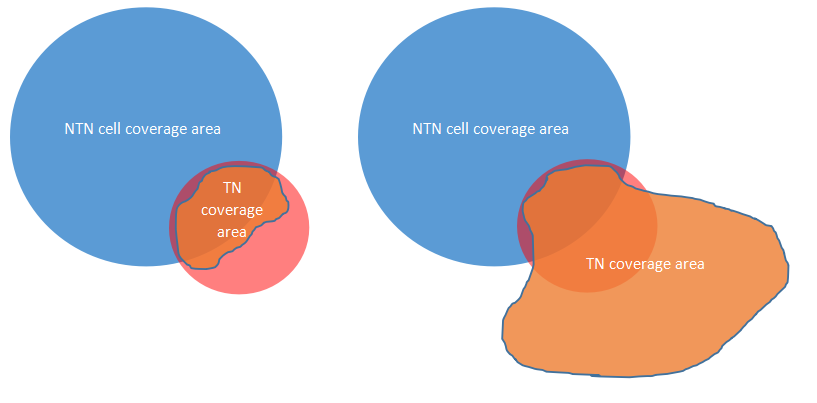 NTN cell coverage area
TN
coverage
area
NTN cell coverage area
TN coverage area